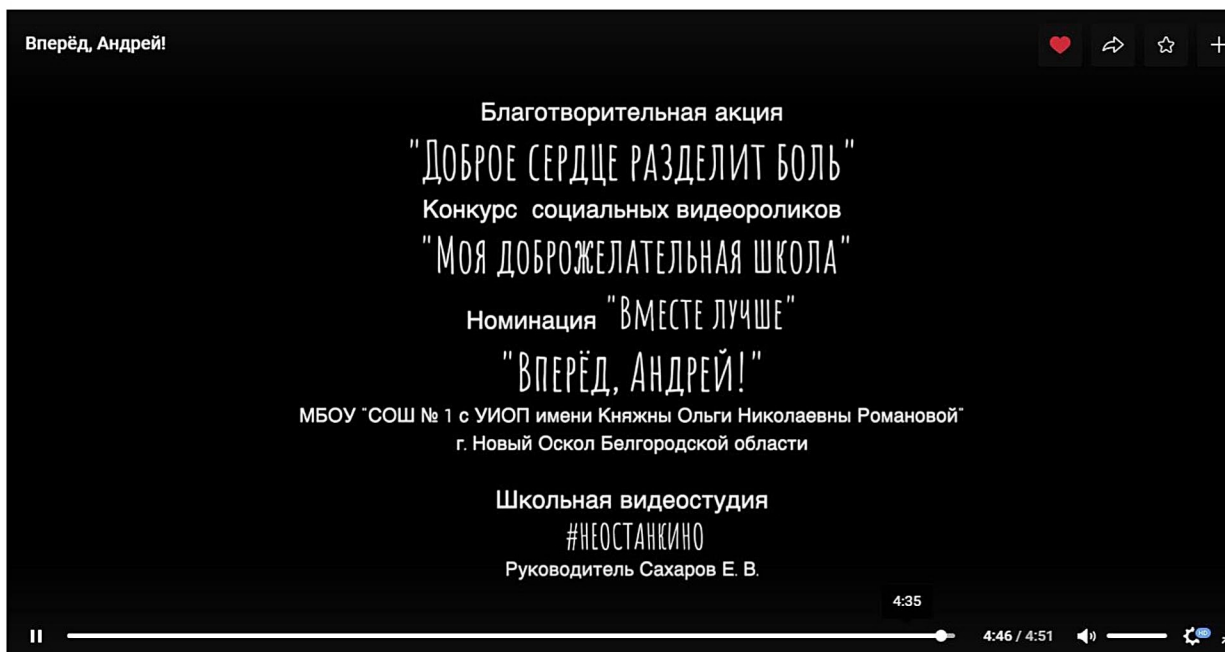 Вперёд, Андрей!
Благотворительная акция
"Доброе сердце разделит боль"
Конкурс социальных видеороликов
"Моя доброжелательная школа"
Номинация "Вместе лучше"
"Вперёд, Андрей!"
МБОУ "СОШ № 1 с УИОП имени Княжны Ольги Николаевны Романовой"
г. Новый Оскол Белгородской области
Школьная видеостудия
#НЕОСТАНКИНО
Руководитель Сахаров Е. В.
4:35
4:46 / 4:51
HD